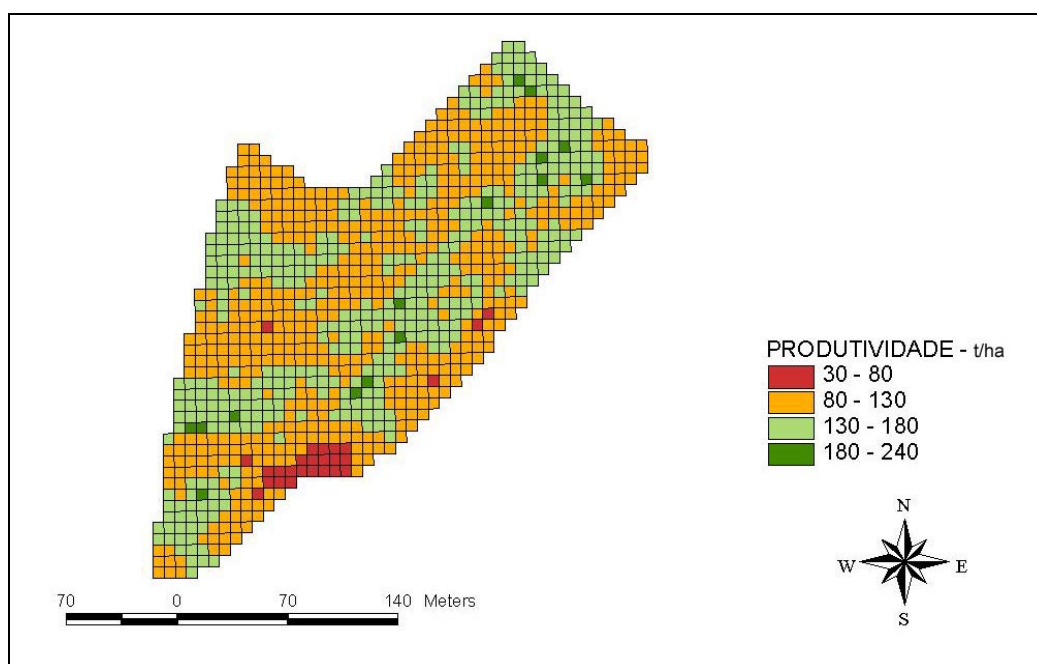 PRODUTIVIDADE - t/ha
30 - 80
80 - 130
130 - 180
180 - 240
N
W E
S
70 0 70 140 Meters